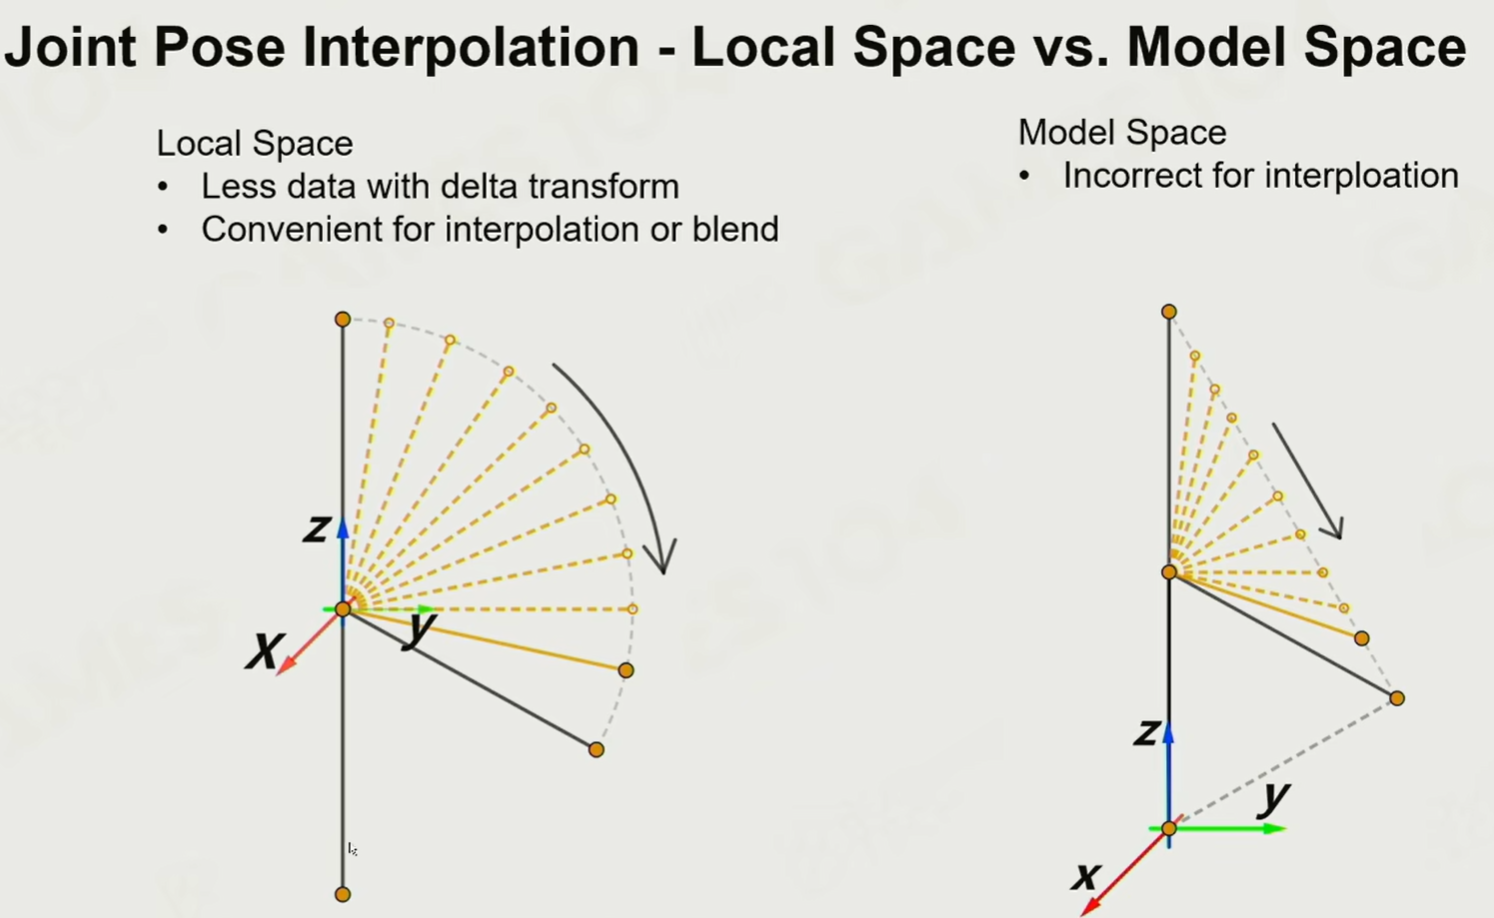 Joint Pose Interpolation - Local Space vs. Model Space
Local Space
• Less data with delta transform
• Convenient for interpolation or blend
Model Space
• Incorrect for interploation
z
y
X
z
y
x
GAMES104